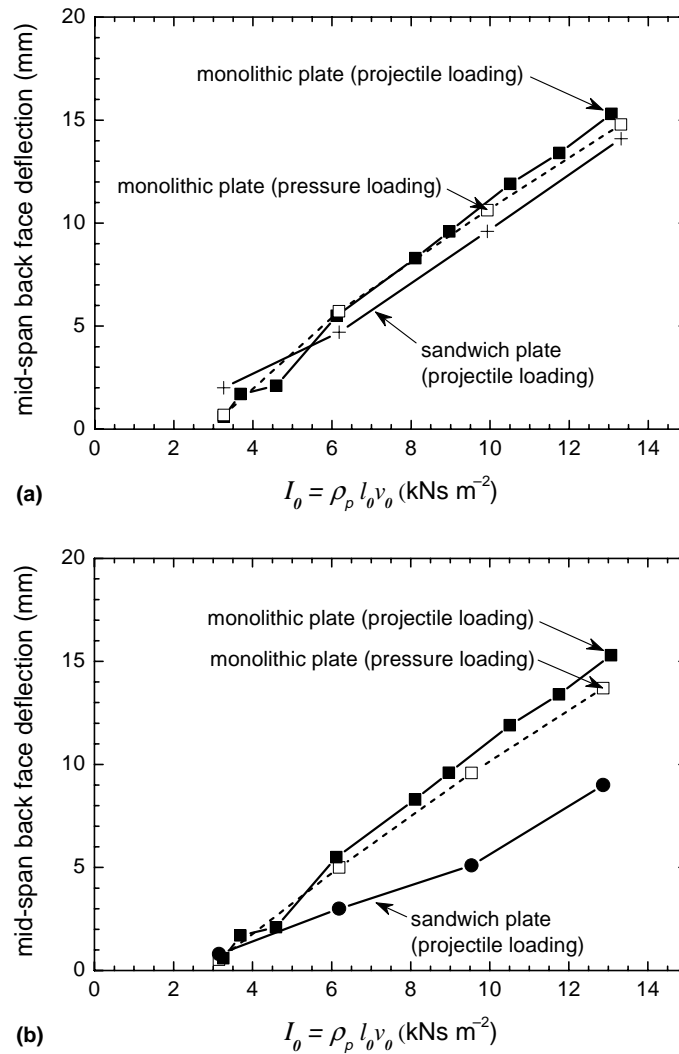 20
15
10
5
0
mid-span back face deflection (mm)
monolithic plate (projectile loading)
monolithic plate (pressure loading)
sandwich plate
(projectile loading)
0 2 4 6 8 10 12 14
(a)
I₀ = ρₚ l₀v₀ (kNs m⁻²)
20
15
10
5
0
mid-span back face deflection (mm)
monolithic plate (projectile loading)
monolithic plate (pressure loading)
sandwich plate
(projectile loading)
0 2 4 6 8 10 12 14
(b)
I₀ = ρₚ l₀v₀ (kNs m⁻²)